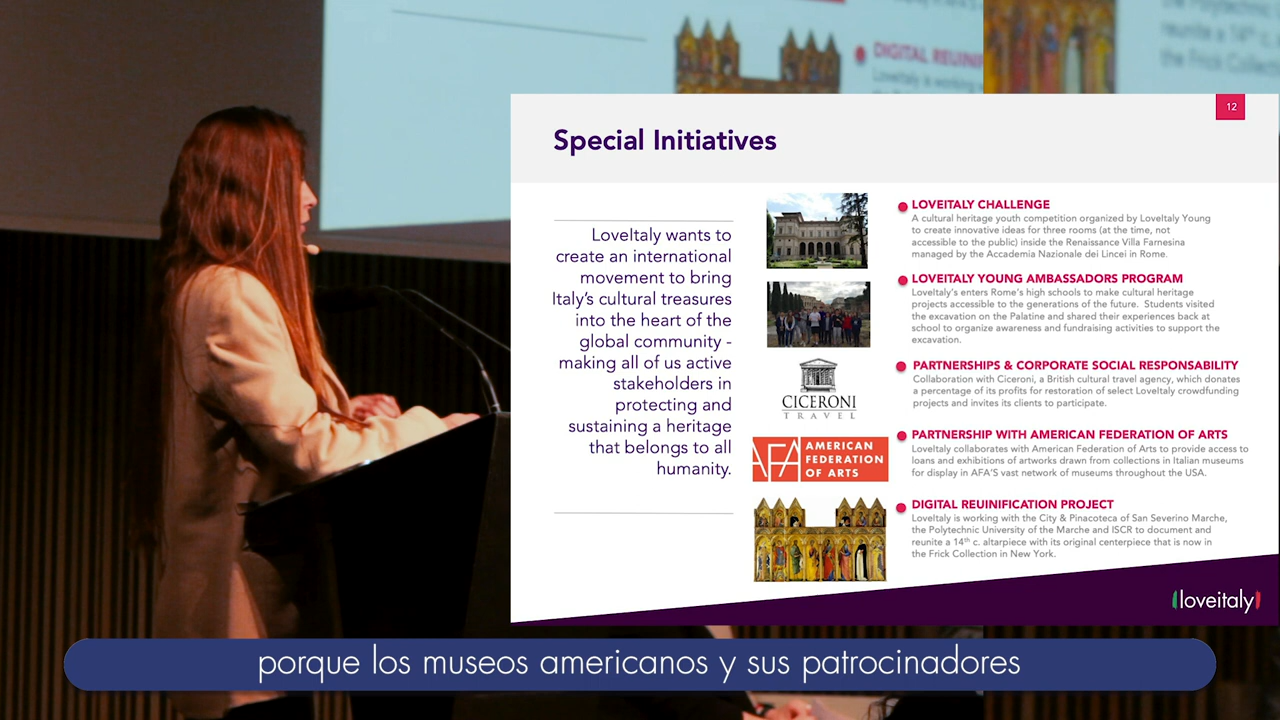 DIGITAL REUINI
LoveItaly is working
the Polytechnic
reunite a 14th c.
the Frick Collect
12
Special Initiatives
LoveItaly wants to
create an international
movement to bring
Italy's cultural treasures
into the heart of the
global community -
making all of us active
stakeholders in
protecting and
sustaining a heritage
that belongs to all
humanity.
LOVEITALY CHALLENGE
A cultural heritage youth competition organized by LoveItaly Young
to create innovative ideas for three rooms (at the time, not
accessible to the public) inside the Renaissance Villa Farnesina
managed by the Accademia Nazionale dei Lincei in Rome.
LOVEITALY YOUNG AMBASSADORS PROGRAM
LoveItaly's enters Rome's high schools to make cultural heritage
projects accessible to the generations of the future. Students visited
the excavation on the Palatine and shared their experiences back at
school to organize awareness and fundraising activities to support the
excavation.
CICERONI
TRAVEL
PARTNERSHIPS & CORPORATE SOCIAL RESPONSABILITY
Collaboration with Ciceroni, a British cultural travel agency, which donates
a percentage of its profits for restoration of select LoveItaly crowdfunding
projects and invites its clients to participate.
AFA AMERICAN
FEDERATION
OF ARTS
PARTNERSHIP WITH AMERICAN FEDERATION OF ARTS
LoveItaly collaborates with American Federation of Arts to provide access to
loans and exhibitions of artworks drawn from collections in Italian museums
for display in AFA'S vast network of museums throughout the USA.
DIGITAL REUINIFICATION PROJECT
LoveItaly is working with the City & Pinacoteca of San Severino Marche,
the Polytechnic University of the Marche and ISCR to document and
reunite a 14th c. altarpiece with its original centerpiece that is now in
the Frick Collection in New York.
loveitaly
porque los museos americanos y sus patrocinadores